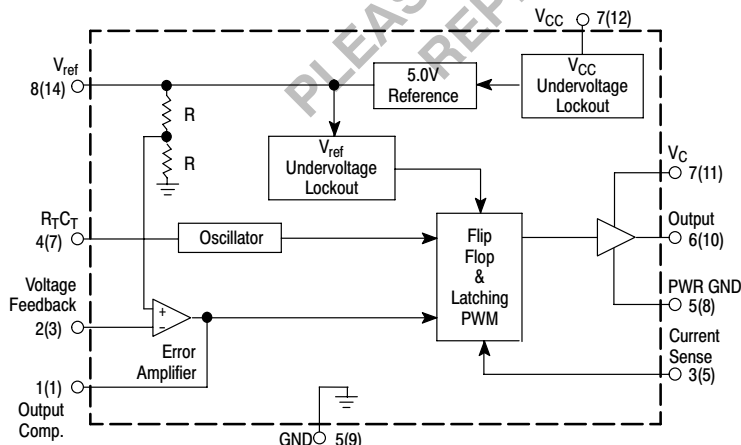 PLEAS
REP
VCC 7(12)
Vref
8(14)
R
R
5.0V
Reference
VCC
Undervoltage
Lockout
Vref
Undervoltage
Lockout
VC
7(11)
RTCT
4(7)
Oscillator
Flip
Flop
&
Latching
PWM
Output
6(10)
PWR GND
5(8)
Voltage
Feedback
2(3)
+
−
Error
Amplifier
Current
Sense
3(5)
1(1)
Output
Comp.
GND 5(9)